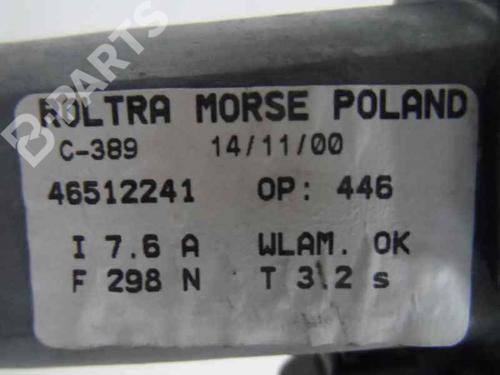 B-PARTS
ROLTRA MORSE POLAND
C-389 14/11/00
46512241 OP: 446
I 7.6 A WLAM. OK
F 298 N T 3.2 s